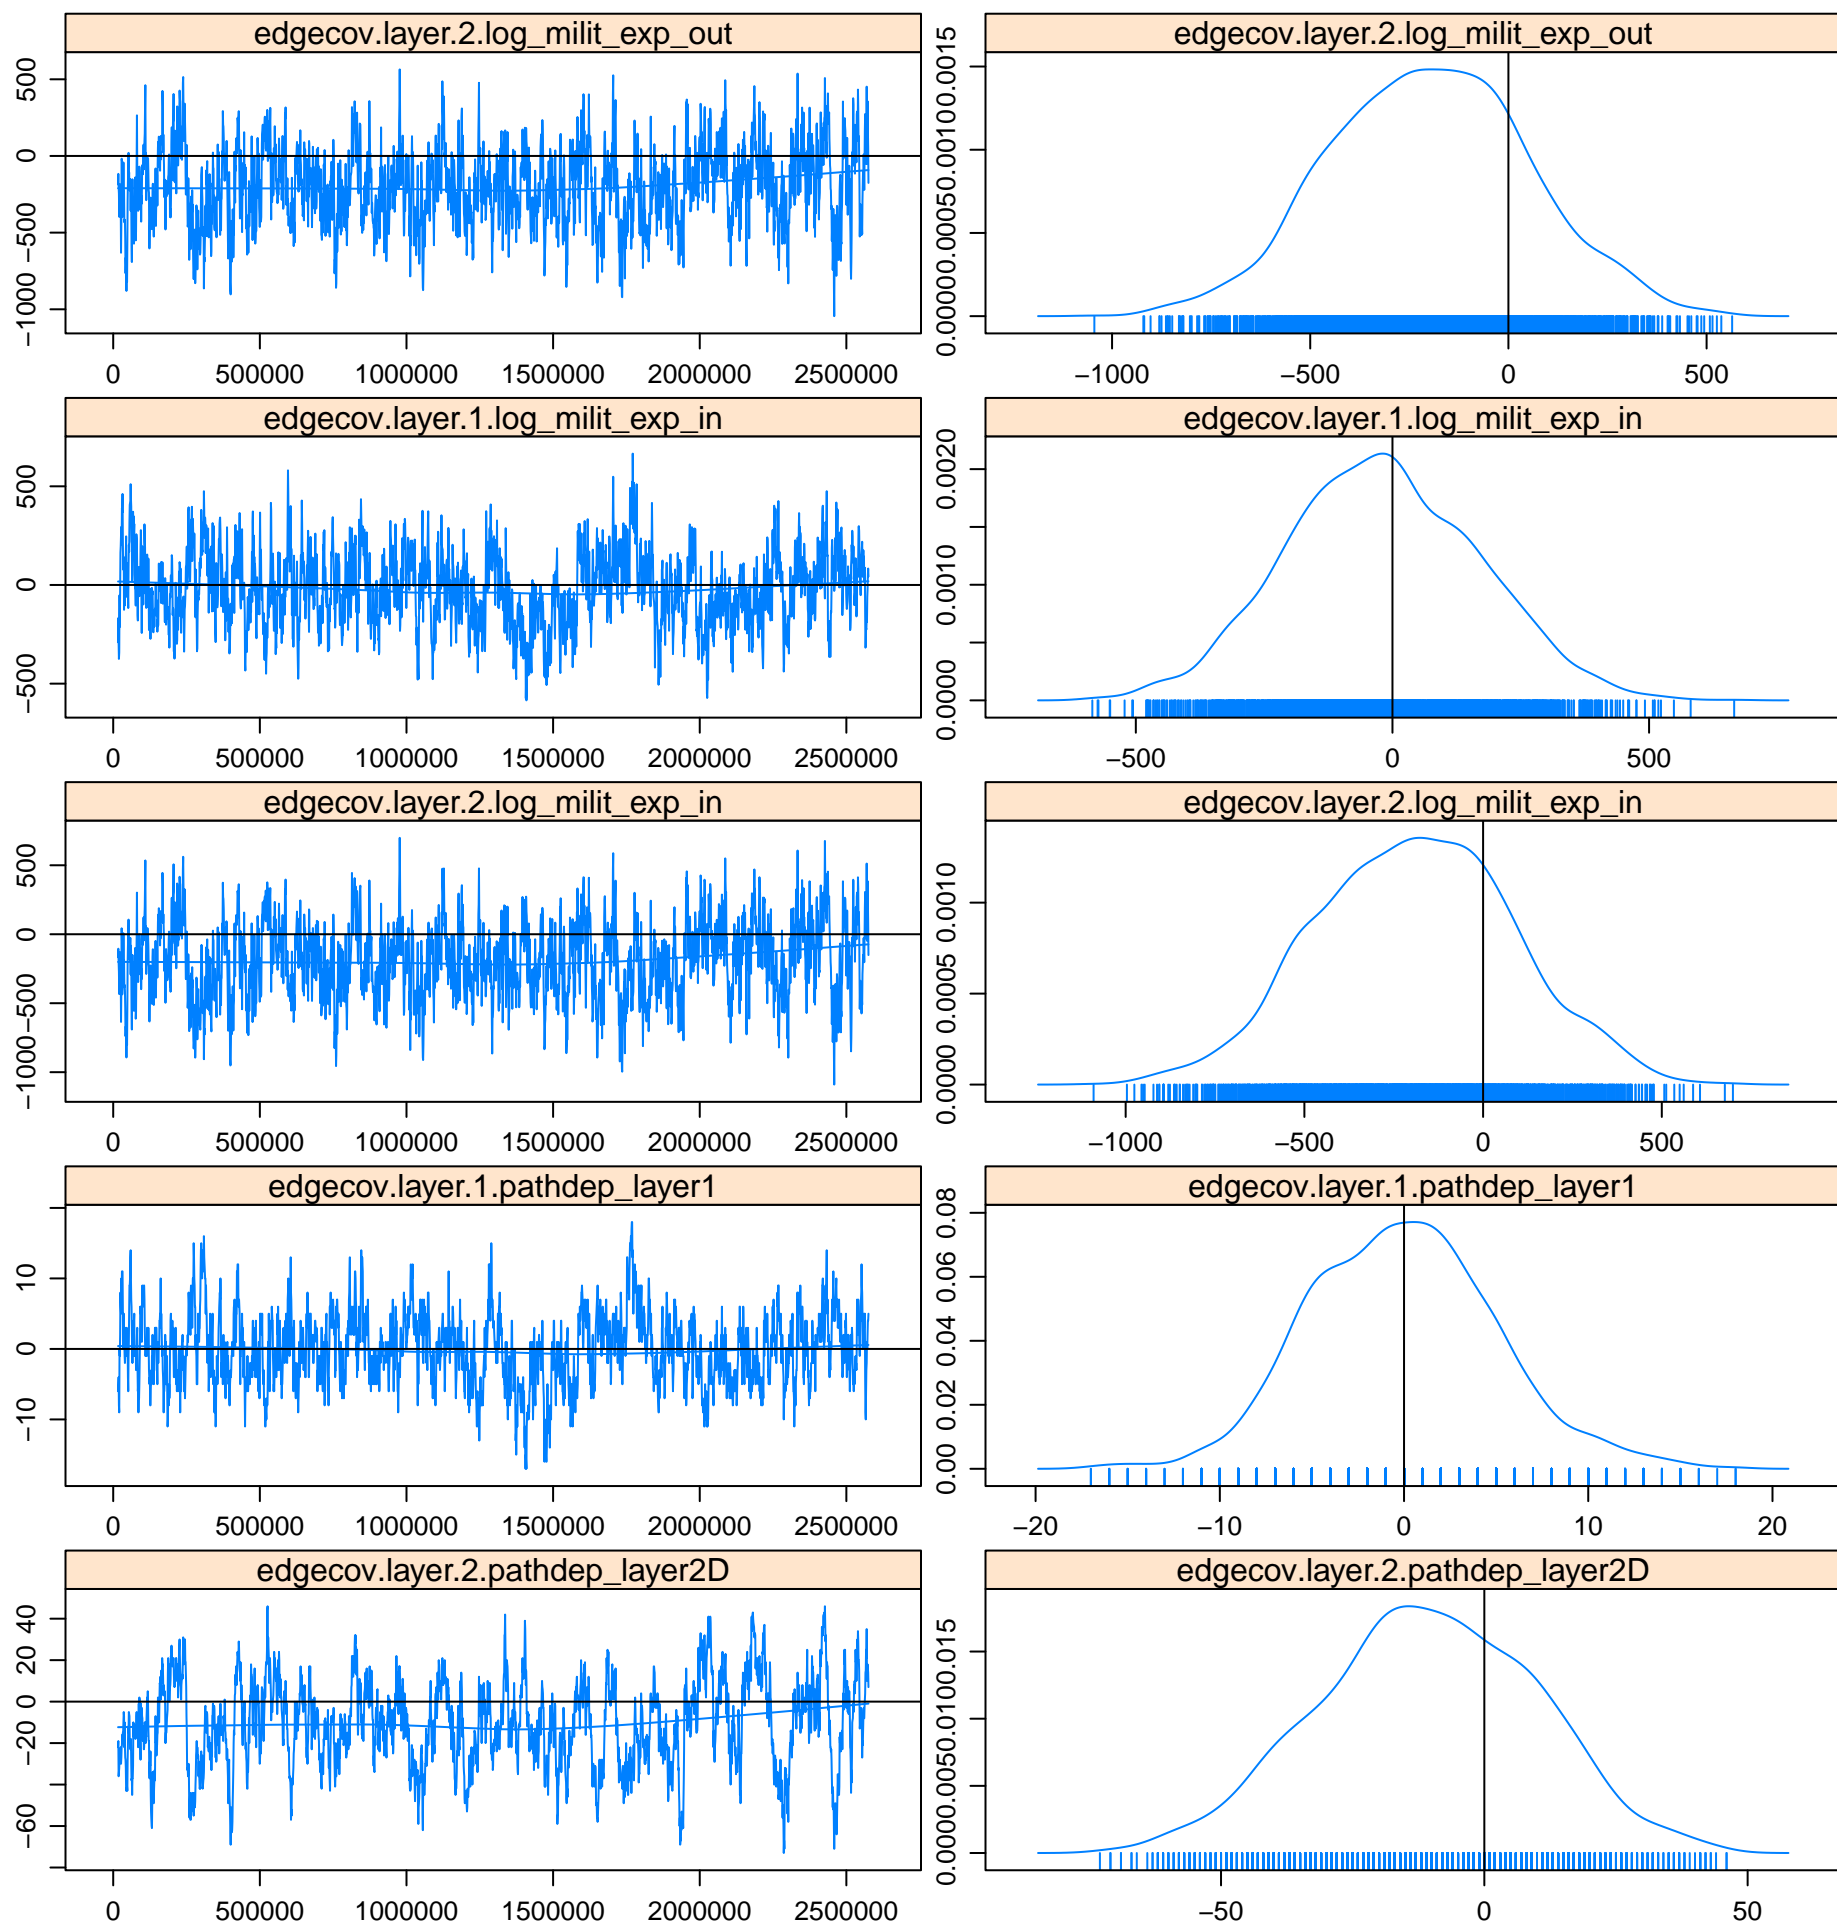 edgecov.layer.2.log_milit_exp_out
500
0
−500
−1000
0 500000 1000000 1500000 2000000 2500000
edgecov.layer.2.log_milit_exp_out
0.0000 0.0005 0.0010 0.0015
−1000 −500 0 500
edgecov.layer.1.log_milit_exp_in
500
0
−500
0 500000 1000000 1500000 2000000 2500000
edgecov.layer.1.log_milit_exp_in
0.0000 0.0010 0.0020
−500 0 500
edgecov.layer.2.log_milit_exp_in
500
0
−500
−1000
0 500000 1000000 1500000 2000000 2500000
edgecov.layer.2.log_milit_exp_in
0.0000 0.0005 0.0010
−1000 −500 0 500
edgecov.layer.1.pathdep_layer1
10
0
−10
0 500000 1000000 1500000 2000000 2500000
edgecov.layer.1.pathdep_layer1
0.00 0.02 0.04 0.06 0.08
−20 −10 0 10 20
edgecov.layer.2.pathdep_layer2D
40
20
0
−20
−60
0 500000 1000000 1500000 2000000 2500000
edgecov.layer.2.pathdep_layer2D
0.000 0.005 0.010 0.015
−50 0 50